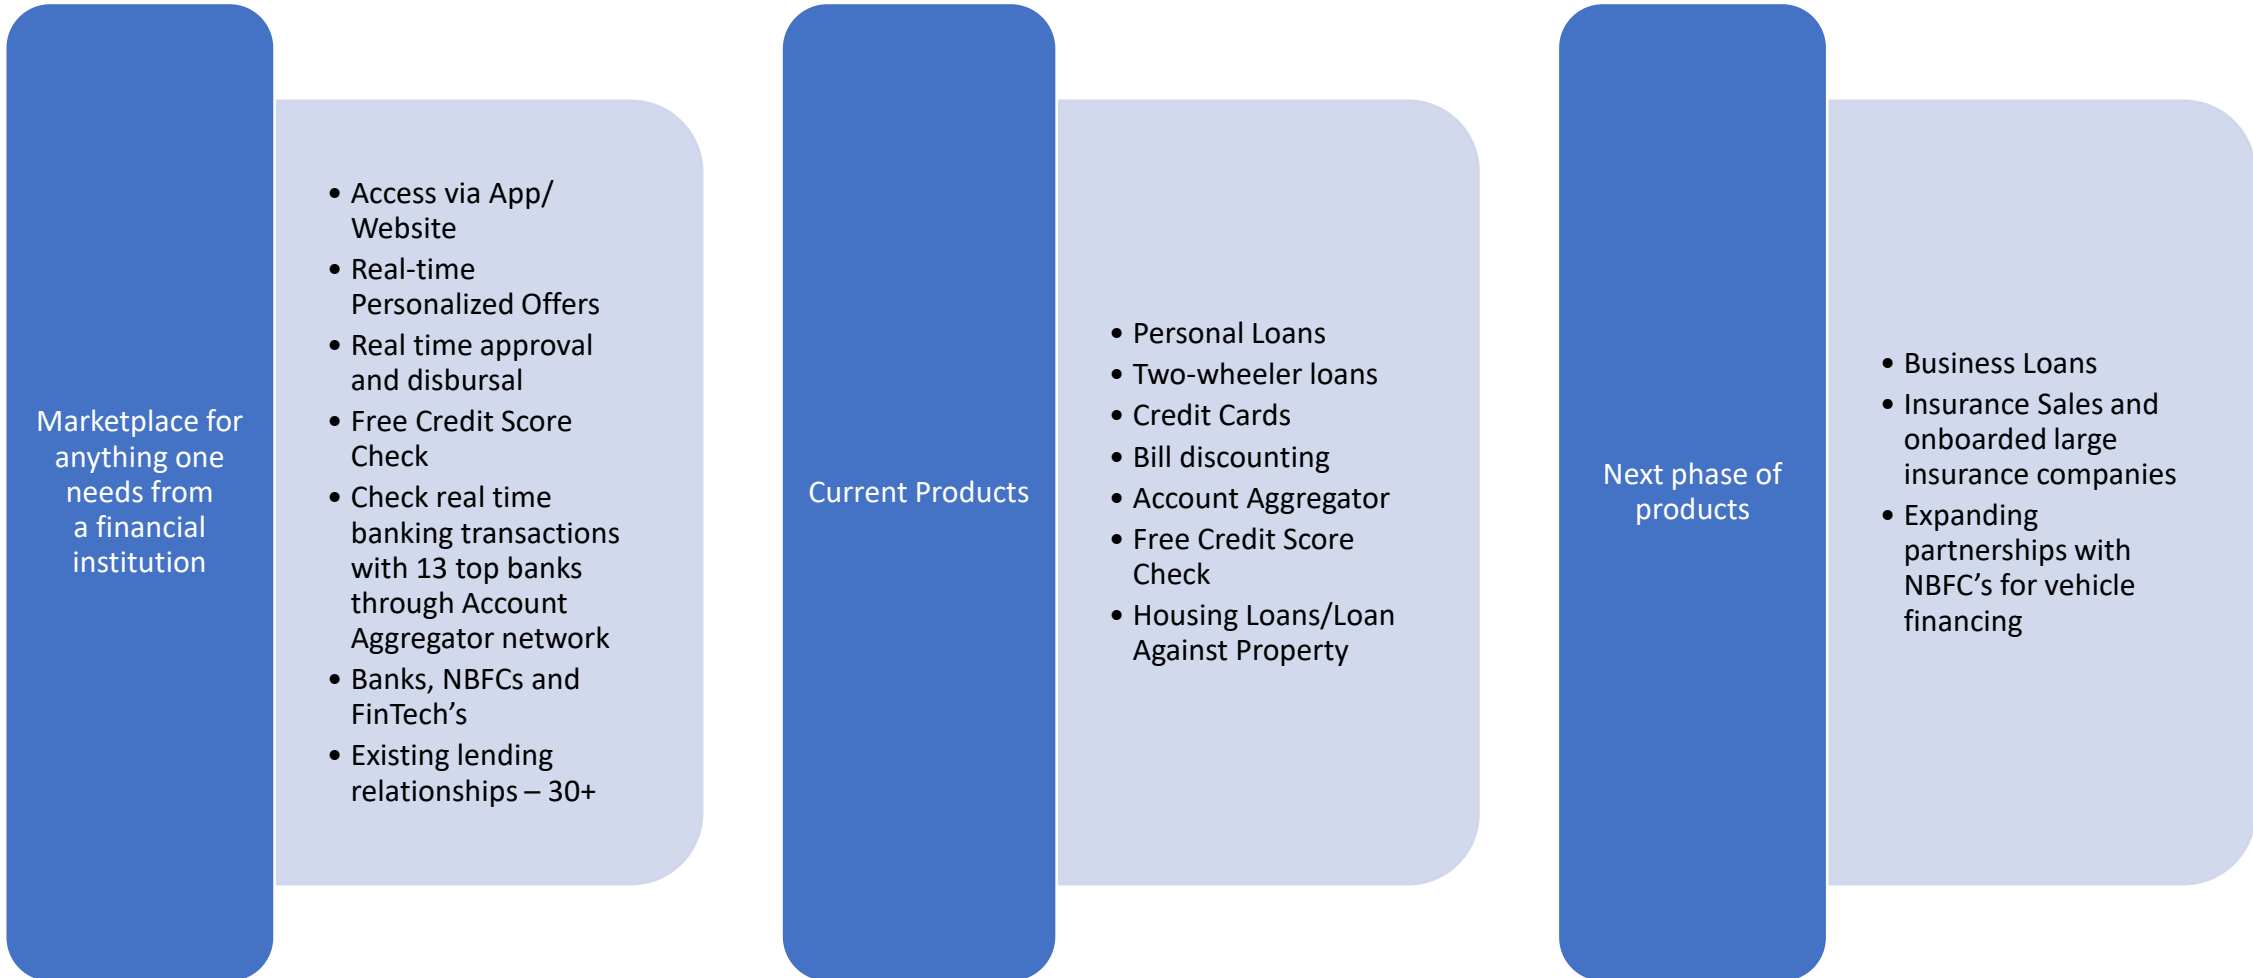 Marketplace for
anything one
needs from
a financial
institution
• Access via App/
Website
• Real-time
Personalized Offers
• Real time approval
and disbursal
• Free Credit Score
Check
• Check real time
banking transactions
with 13 top banks
through Account
Aggregator network
• Banks, NBFCs and
FinTech’s
• Existing lending
relationships – 30+
Current Products
• Personal Loans
• Two-wheeler loans
• Credit Cards
• Bill discounting
• Account Aggregator
• Free Credit Score
Check
• Housing Loans/Loan
Against Property
Next phase of
products
• Business Loans
• Insurance Sales and
onboarded large
insurance companies
• Expanding
partnerships with
NBFC’s for vehicle
financing